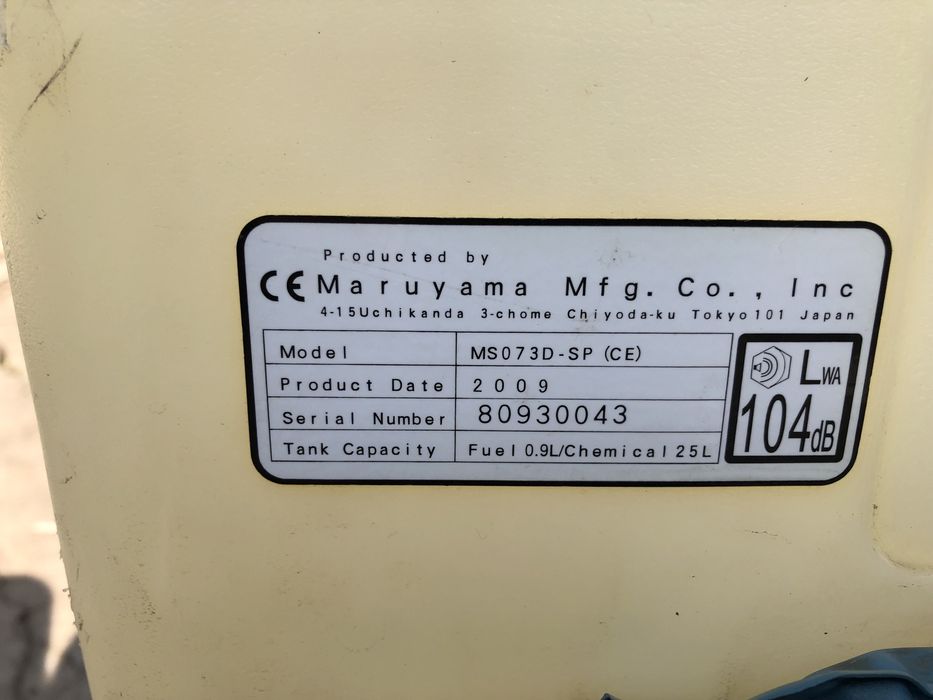 Producted by
CE Maruyama Mfg. Co., Inc
4-15Uchikanda 3-chome Chiyoda-ku Tokyo101 Japan
Model MS073D-SP (CE)
Product Date 2009
Serial Number 80930043
Tank Capacity Fuel 0.9L/Chemical 25L
LWA
104dB